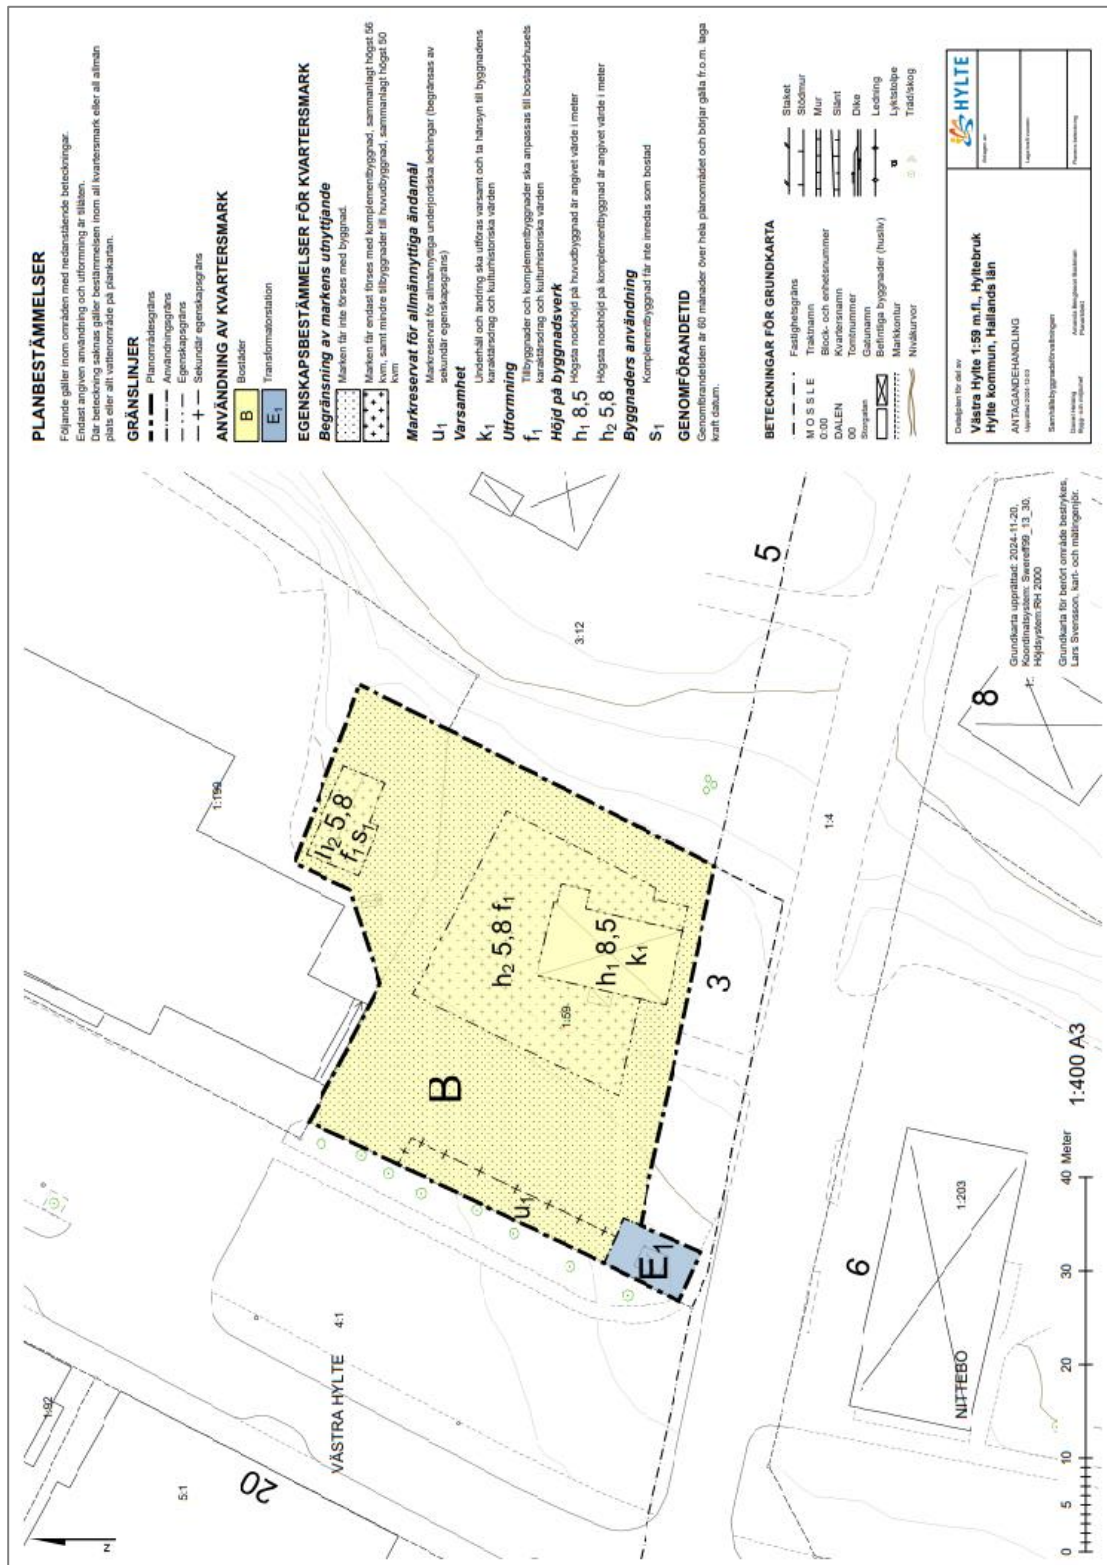 PLANBESTÄMMELSER
Följande gäller inom områden med nedanstående beteckningar.
Endast angiven användning och utformning är tillåten.
Där beteckning saknas gäller bestämmelsen inom all kvartersmark eller all allmän
plats eller allt vattenområde på plankartan.
GRÄNSLINJER
Planområdesgräns
Användningsgräns
Egenskapsgräns
Sekundär egenskapsgräns
ANVÄNDNING AV KVARTERSMARK
B Bostäder
E1 Transformatorstation
EGENSKAPSBESTÄMMELSER FÖR KVARTERSMARK
Begränsning av markens utnyttjande
Marken får inte förses med byggnad.
Marken får endast förses med komplementbyggnad, sammanlagt högst 56
kvm, samt mindre tillbyggnader till huvudbyggnad, sammanlagt högst 50
kvm
Markreservat för allmännyttiga ändamål
u1 Markreservat för allmännyttiga underjordiska ledningar (begränsas av
sekundär egenskapsgräns)
Varsamhet
k1 Underhåll och ändring ska utföras varsamt och ta hänsyn till byggnadens
karaktärsdrag och kulturhistoriska värden
Utformning
f1 Tillbyggnader och komplementbyggnader ska anpassas till bostadshusets
karaktärsdrag och kulturhistoriska värden
Höjd på byggnadsverk
h1 8,5 Högsta nockhöjd på huvudbyggnad är angivet värde i meter
h2 5,8 Högsta nockhöjd på komplementbyggnad är angivet värde i meter
Byggnaders användning
s1 Komplementbyggnad får inte inredas som bostad
GENOMFÖRANDETID
Genomförandetiden är 60 månader över hela planområdet och börjar gälla fr.o.m. laga
kraft datum.
BETECKNINGAR FÖR GRUNDKARTA
Fastighetsgräns
M O S S L E Traktnamn
0:00 Block- och enhetsnummer
DALEN Kvartersnamn
00 Tomtnummer
Storgatan Gatunamn
Befintliga byggnader (husliv)
Markkontur
Nivåkurvor
Staket
Stödmur
Mur
Slänt
Dike
Ledning
Lyktstolpe
Träd/skog
Detaljplan för del av
Västra Hylte 1:59 m.fl., Hyltebruk
Hylte kommun, Hallands län
ANTAGANDEHANDLING
Samhällsbyggnadsförvaltningen
HYLTE
N
1:92
5:1
20
VÄSTRA HYLTE
4:1
1:199
h2 5,8
f1 s1
h2 5,8 f1
h1 8,5
k1
1:59
B
u1
E1
3
3:12
5
1:4
6
1:203
NITTEBO
8
Grundkarta upprättad: 2024-11-20,
Koordinatsystem: Sweref99_13_30,
Höjdsystem:RH 2000
Grundkarta för berört område bestrykes,
Lars Svensson, kart- och mätingenjör.
0 5 10 20 30 40 Meter
1:400 A3